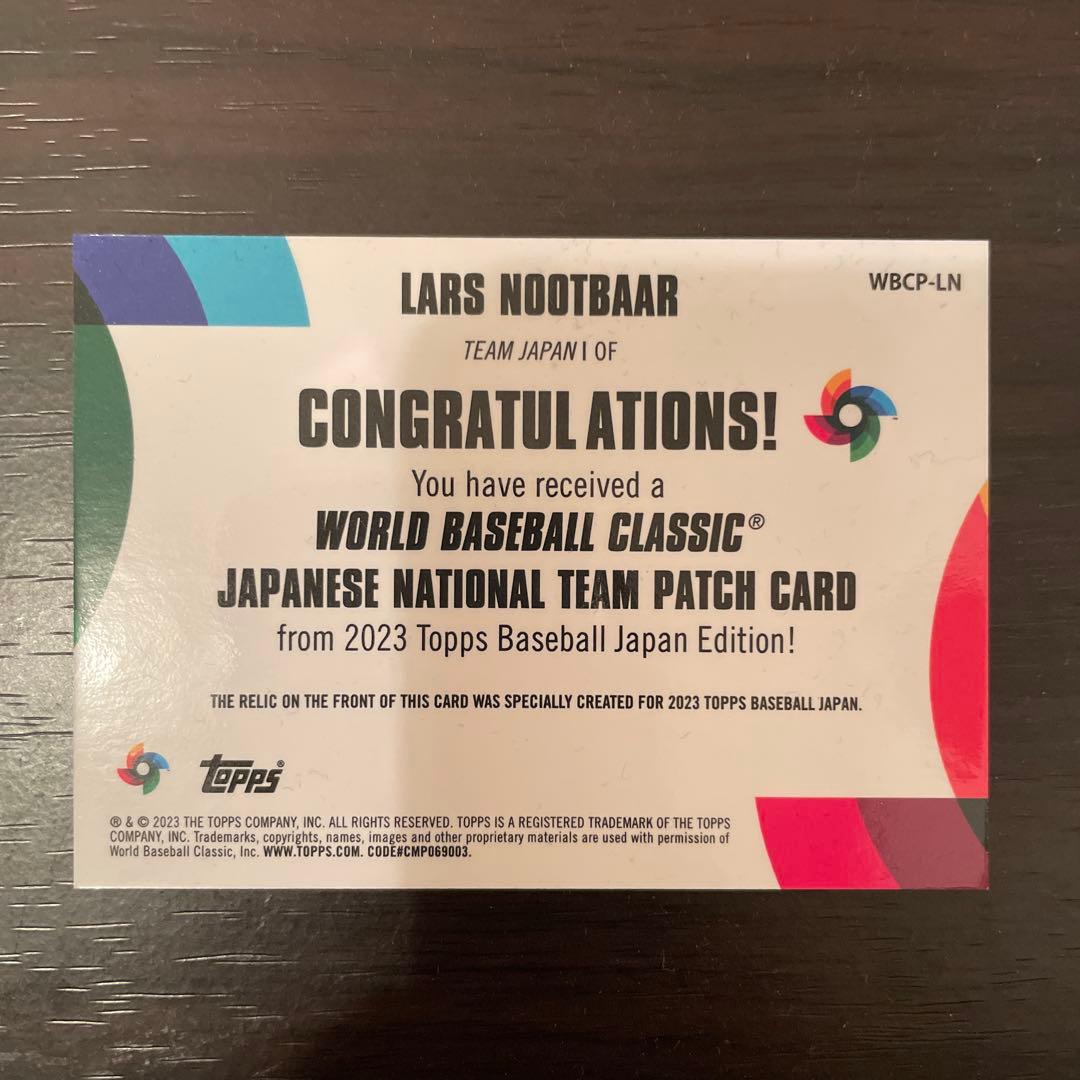 LARS NOOTBAAR
WBCP-LN
TEAM JAPAN | OF
CONGRATULATIONS!
You have received a
WORLD BASEBALL CLASSIC®
JAPANESE NATIONAL TEAM PATCH CARD
from 2023 Topps Baseball Japan Edition!
THE RELIC ON THE FRONT OF THIS CARD WAS SPECIALLY CREATED FOR 2023 TOPPS BASEBALL JAPAN.
topps®
® & © 2023 THE TOPPS COMPANY, INC. ALL RIGHTS RESERVED. TOPPS IS A REGISTERED TRADEMARK OF THE TOPPS
COMPANY, INC. Trademarks, copyrights, names, images and other proprietary materials are used with permission of
World Baseball Classic, Inc. WWW.TOPPS.COM. CODE#CMP069003.